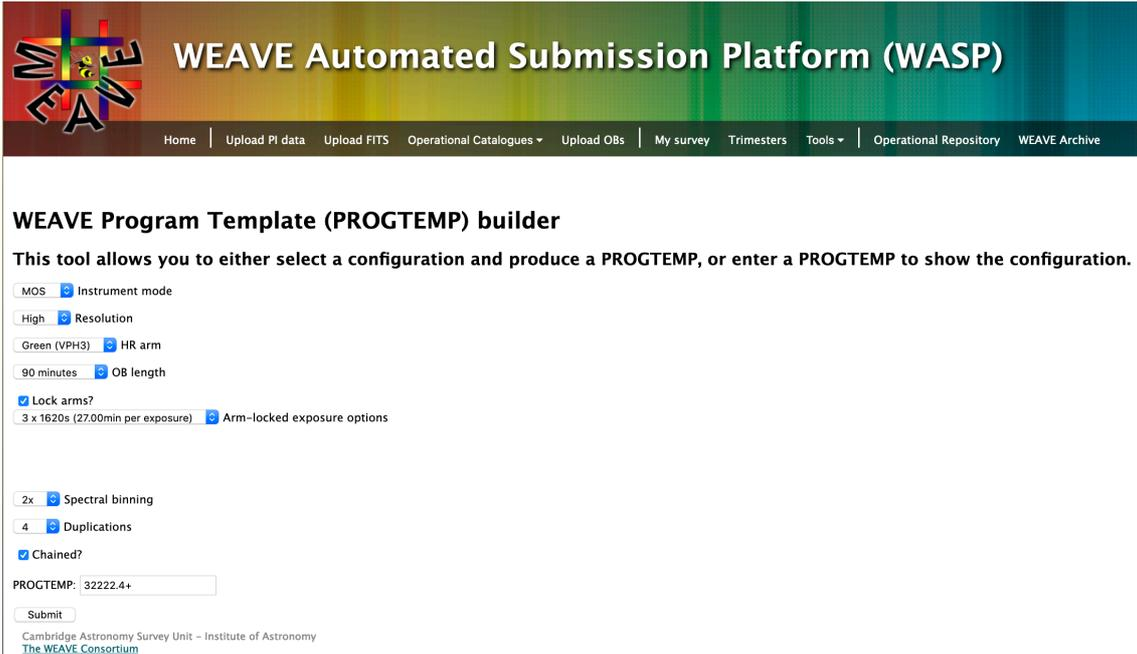 WEAVE
WEAVE Automated Submission Platform (WASP)
Home Upload PI data Upload FITS Operational Catalogues Upload OBs My survey Trimesters Tools Operational Repository WEAVE Archive
WEAVE Program Template (PROGTEMP) builder
This tool allows you to either select a configuration and produce a PROGTEMP, or enter a PROGTEMP to show the configuration.
MOS Instrument mode
High Resolution
Green (VPH3) HR arm
90 minutes OB length
Lock arms?
3 x 1620s (27.00min per exposure) Arm-locked exposure options
2x Spectral binning
4 Duplications
Chained?
PROGTEMP: 32222.4+
Submit
Cambridge Astronomy Survey Unit - Institute of Astronomy
The WEAVE Consortium